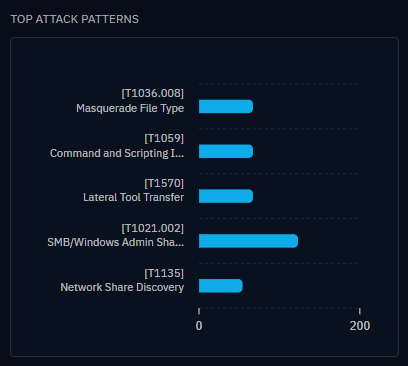 TOP ATTACK PATTERNS
[T1036.008]
Masquerade File Type
[T1059]
Command and Scripting I...
[T1570]
Lateral Tool Transfer
[T1021.002]
SMB/Windows Admin Sha...
[T1135]
Network Share Discovery
0 200